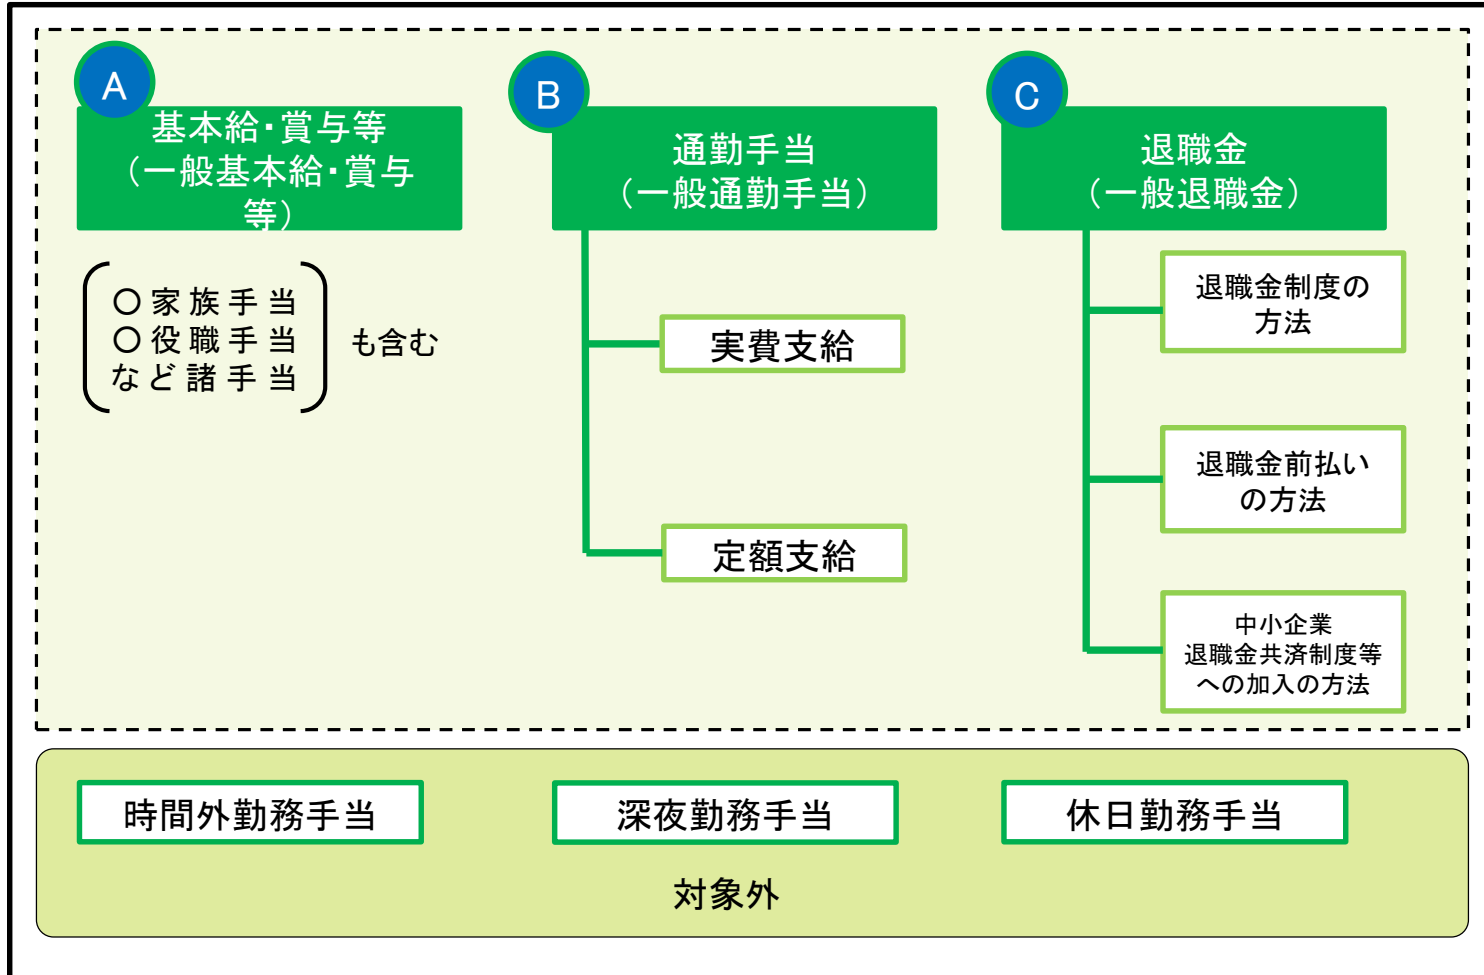 A
基本給・賞与等
（一般基本給・賞与
等）
〇家族手当
〇役職手当
など諸手当
も含む
B
通勤手当
（一般通勤手当）
実費支給
定額支給
C
退職金
（一般退職金）
退職金制度の
方法
退職金前払い
の方法
中小企業
退職金共済制度等
への加入の方法
時間外勤務手当
深夜勤務手当
休日勤務手当
対象外